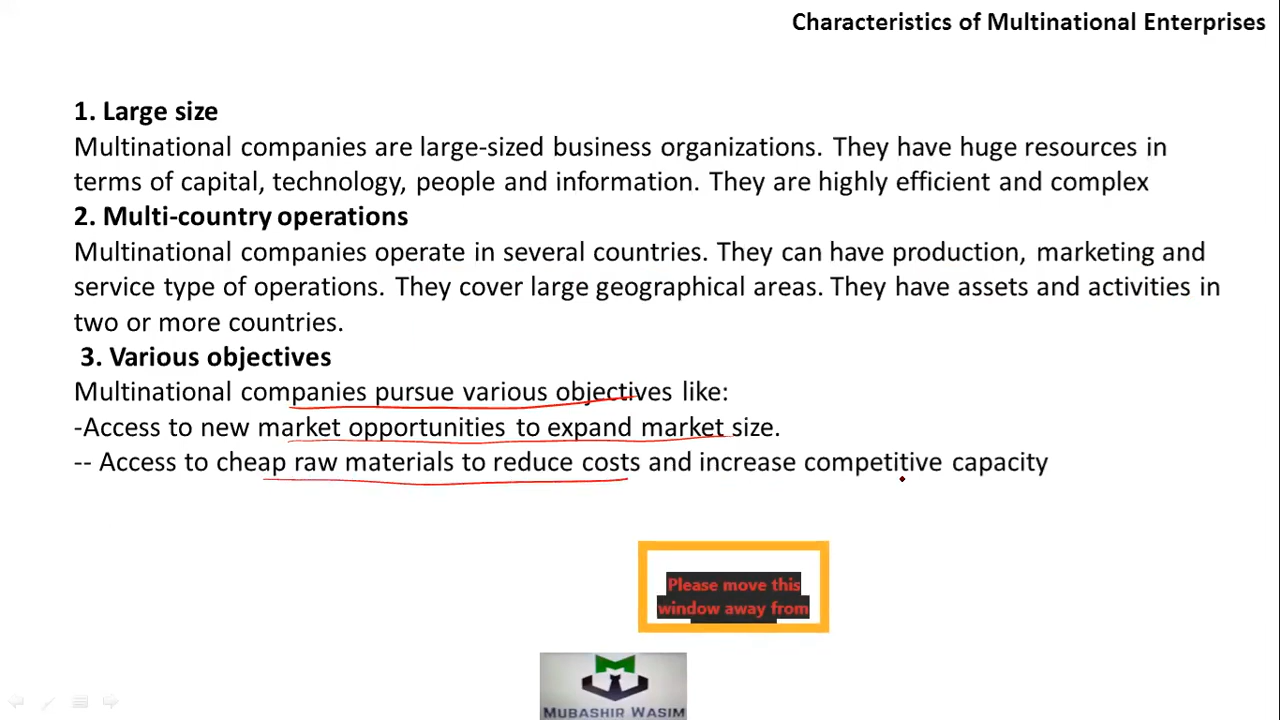 Characteristics of Multinational Enterprises
1. Large size
Multinational companies are large-sized business organizations. They have huge resources in
terms of capital, technology, people and information. They are highly efficient and complex
2. Multi-country operations
Multinational companies operate in several countries. They can have production, marketing and
service type of operations. They cover large geographical areas. They have assets and activities in
two or more countries.
3. Various objectives
Multinational companies pursue various objectives like:
-Access to new market opportunities to expand market size.
-- Access to cheap raw materials to reduce costs and increase competitive capacity
Please move this
window away from
MUBASHIR WASIM